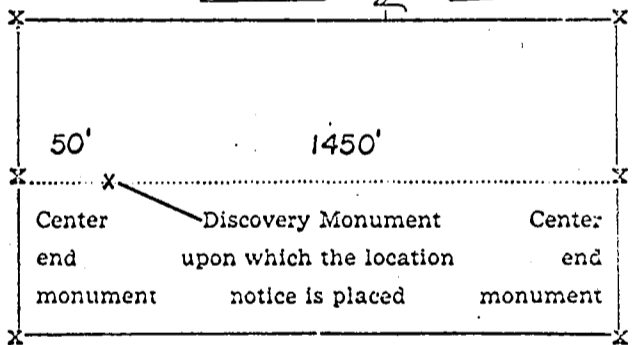 50' 1450'
Center Discovery Monument Center
end upon which the location end
monument notice is placed monument